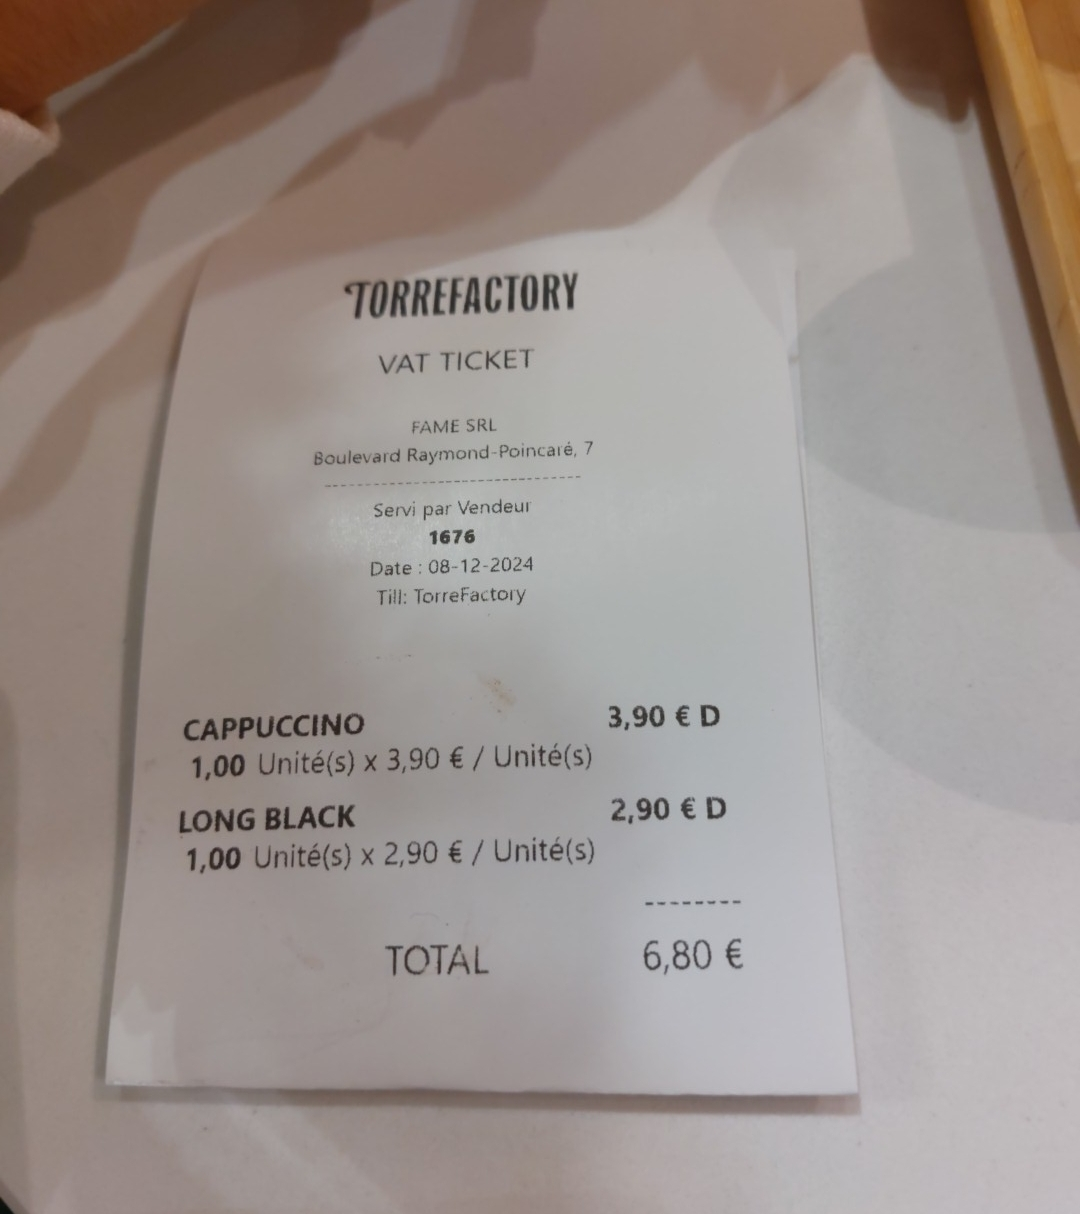 TORREFACTORY
VAT TICKET
FAME SRL
Boulevard Raymond-Poincaré, 7
-------------------------------
Servi par Vendeur
1676
Date : 08-12-2024
Till: TorreFactory
CAPPUCCINO 3,90 € D
1,00 Unité(s) x 3,90 € / Unité(s)
LONG BLACK 2,90 € D
1,00 Unité(s) x 2,90 € / Unité(s)
--------
TOTAL 6,80 €